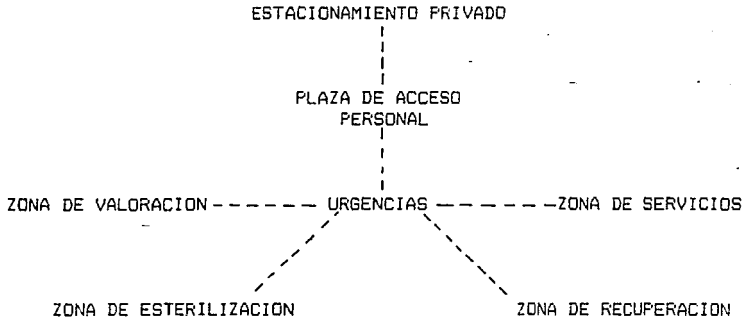 ESTACIONAMIENTO PRIVADO
PLAZA DE ACCESO
PERSONAL
ZONA DE VALORACION URGENCIAS ZONA DE SERVICIOS
ZONA DE ESTERILIZACION ZONA DE RECUPERACION